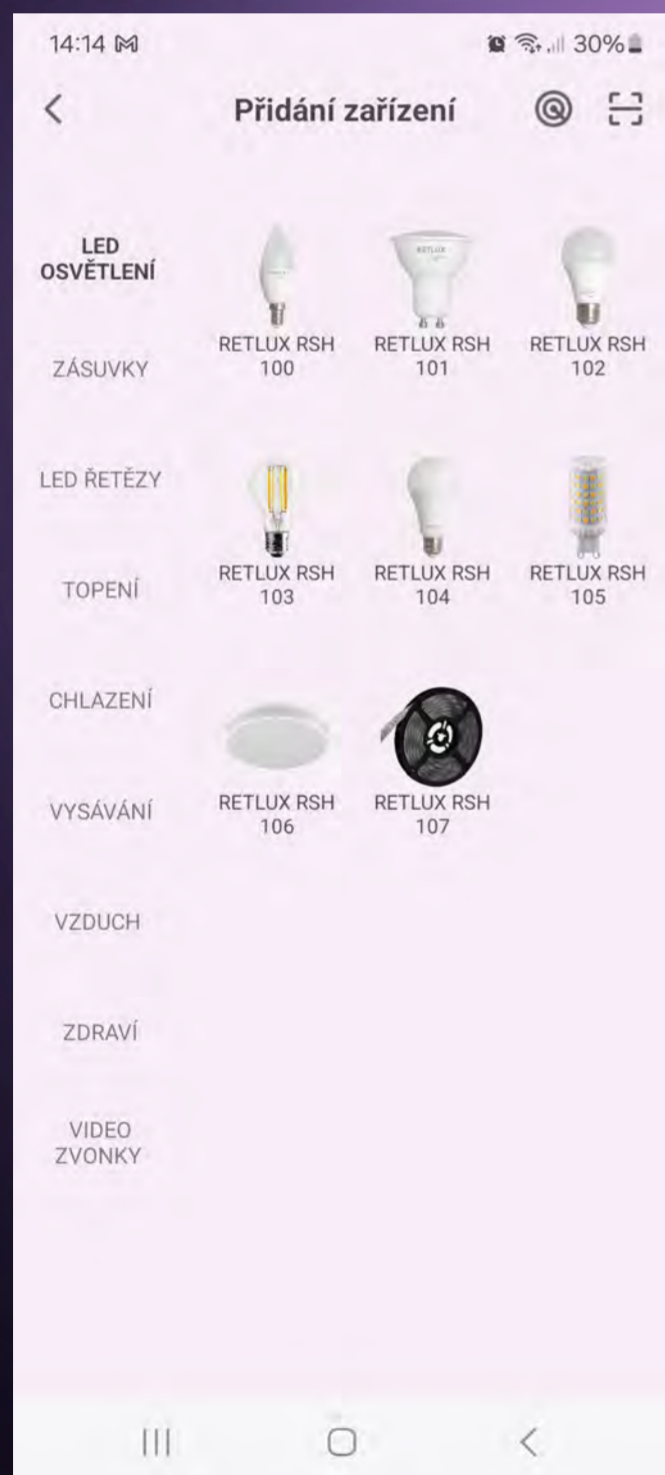 14:14
30%
Přidání zařízení
LED
OSVĚTLENÍ
ZÁSUVKY
LED ŘETĚZY
TOPENÍ
CHLAZENÍ
VYSÁVÁNÍ
VZDUCH
ZDRAVÍ
VIDEO
ZVONKY
RETLUX
RETLUX RSH
100
RETLUX RSH
101
RETLUX RSH
102
RETLUX RSH
103
RETLUX RSH
104
RETLUX RSH
105
RETLUX RSH
106
RETLUX RSH
107